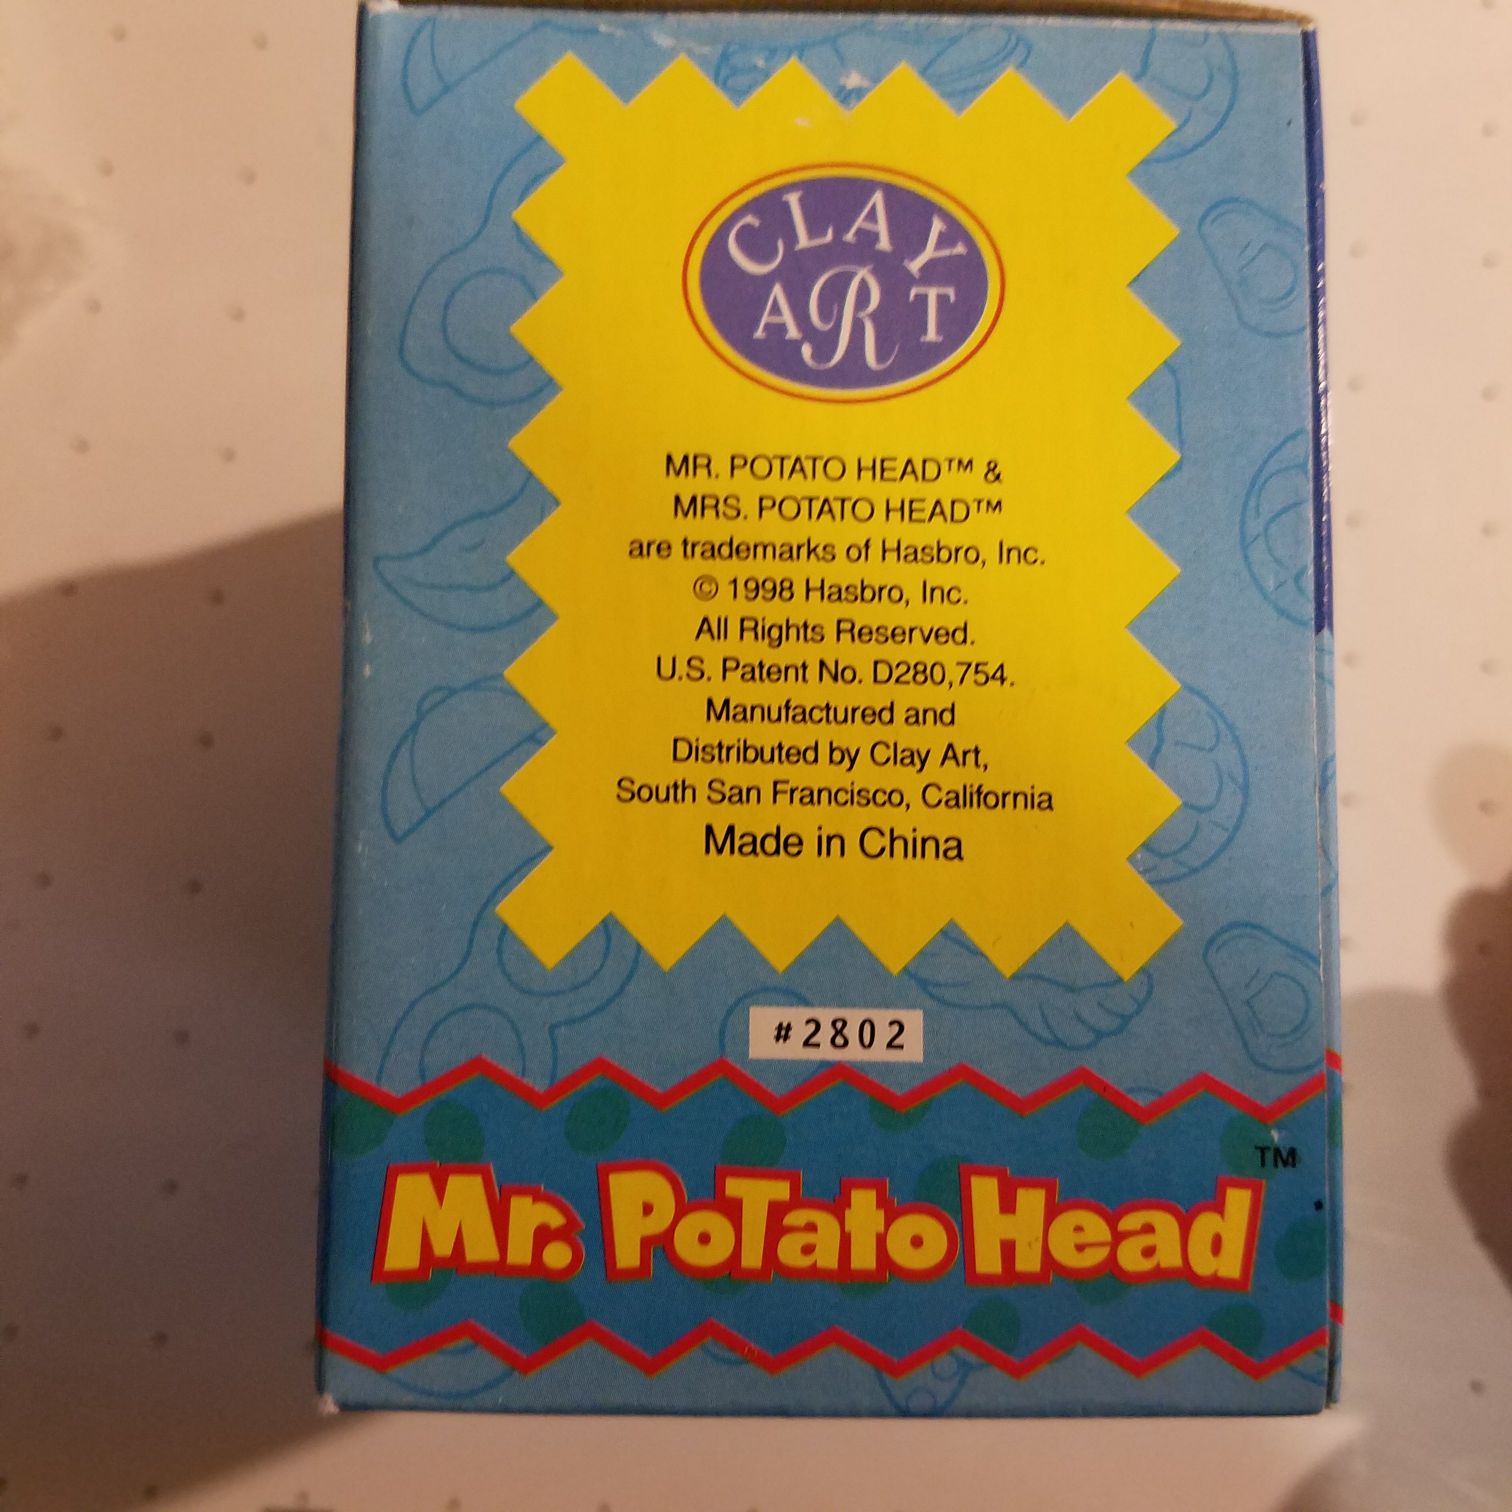 CLAY
ART
MR. POTATO HEAD™ &
MRS. POTATO HEAD™
are trademarks of Hasbro, Inc.
© 1998 Hasbro, Inc.
All Rights Reserved.
U.S. Patent No. D280,754.
Manufactured and
Distributed by Clay Art,
South San Francisco, California
Made in China
#2802
Mr. PoTaTo Head™